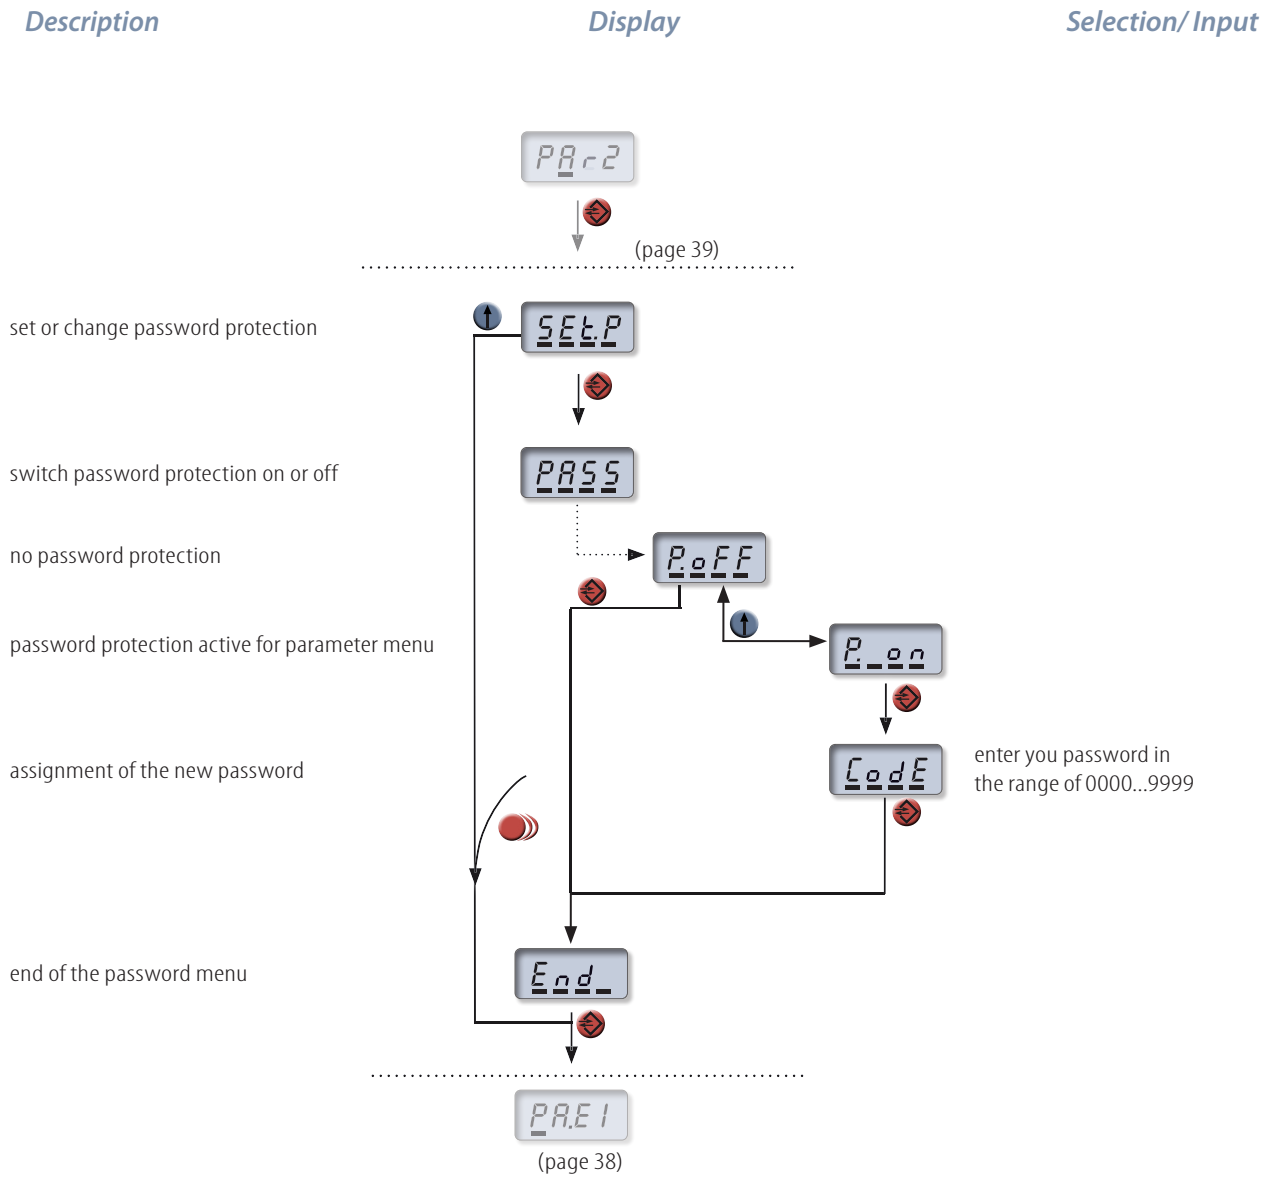 Description Display Selection/ Input
PAr2
(page 39)
set or change password protection SEt.P
switch password protection on or off PASS
no password protection P.oFF
password protection active for parameter menu P._on
assignment of the new password CodE enter you password in
the range of 0000...9999
end of the password menu End_
PA.E1
(page 38)